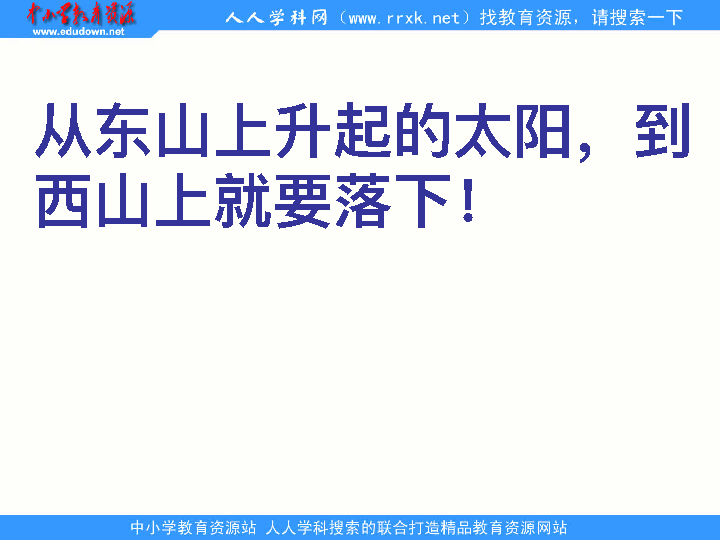 中小学教育资源
www.edudown.net
人人学科网（www.rrxk.net）找教育资源，请搜索一下
从东山上升起的太阳，到
西山上就要落下！
中小学教育资源站 人人学科搜索的联合打造精品教育资源网站